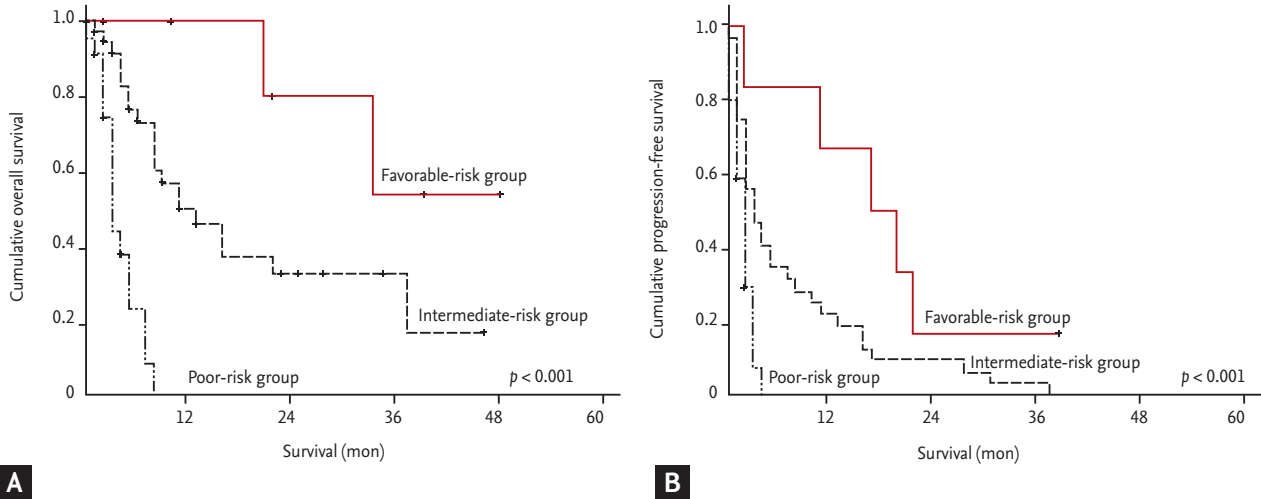 Cumulative overall survival
1.0
0.8
0.6
0.4
0.2
0
Favorable-risk group
Intermediate-risk group
Poor-risk group
p < 0.001
12 24 36 48 60
Survival (mon)
A
Cumulative progression-free survival
1.0
0.8
0.6
0.4
0.2
0
Favorable-risk group
Intermediate-risk group
Poor-risk group
p < 0.001
12 24 36 48 60
Survival (mon)
B